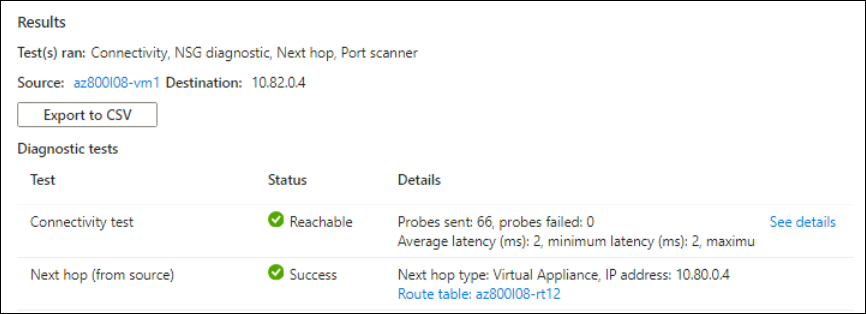 Results
Test(s) ran: Connectivity, NSG diagnostic, Next hop, Port scanner
Source: az800l08-vm1 Destination: 10.82.0.4
Export to CSV
Diagnostic tests
Test Status Details
Connectivity test Reachable Probes sent: 66, probes failed: 0 See details
Average latency (ms): 2, minimum latency (ms): 2, maximu
Next hop (from source) Success Next hop type: Virtual Appliance, IP address: 10.80.0.4
Route table: az800l08-rt12